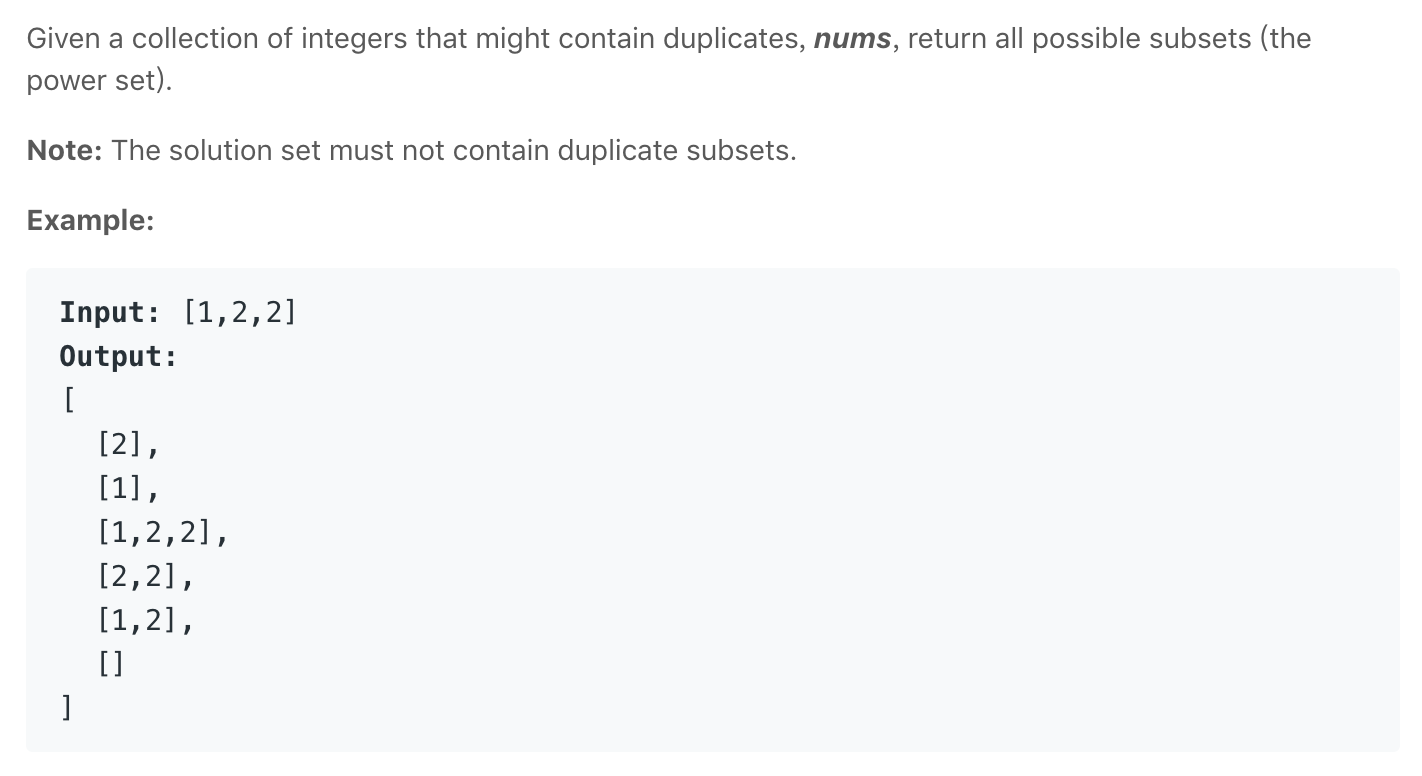 Given a collection of integers that might contain duplicates, nums, return all possible subsets (the
power set).
Note: The solution set must not contain duplicate subsets.
Example:
Input: [1,2,2]
Output:
[
  [2],
  [1],
  [1,2,2],
  [2,2],
  [1,2],
  []
]